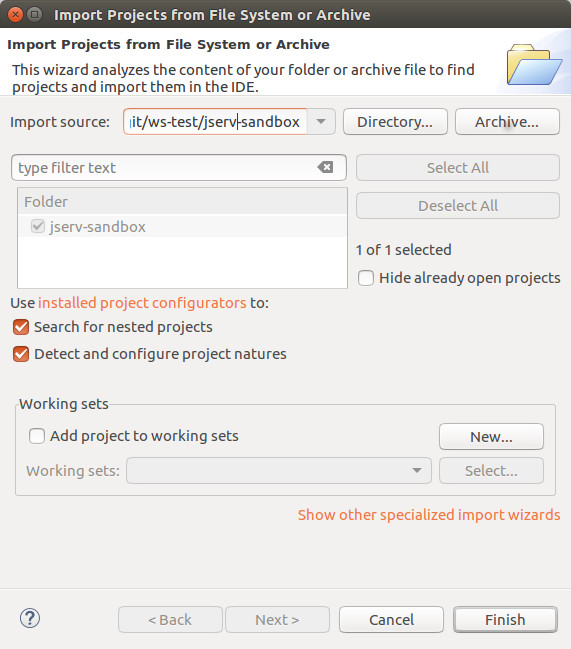 Import Projects from File System or Archive
Import Projects from File System or Archive
This wizard analyzes the content of your folder or archive file to find
projects and import them in the IDE.
Import source: git/ws-test/jserv-sandbox Directory... Archive...
type filter text Select All
Folder Deselect All
jserv-sandbox
1 of 1 selected
Hide already open projects
Use installed project configurators to:
Search for nested projects
Detect and configure project natures
Working sets
Add project to working sets New...
Working sets: Select...
Show other specialized import wizards
? < Back Next > Cancel Finish